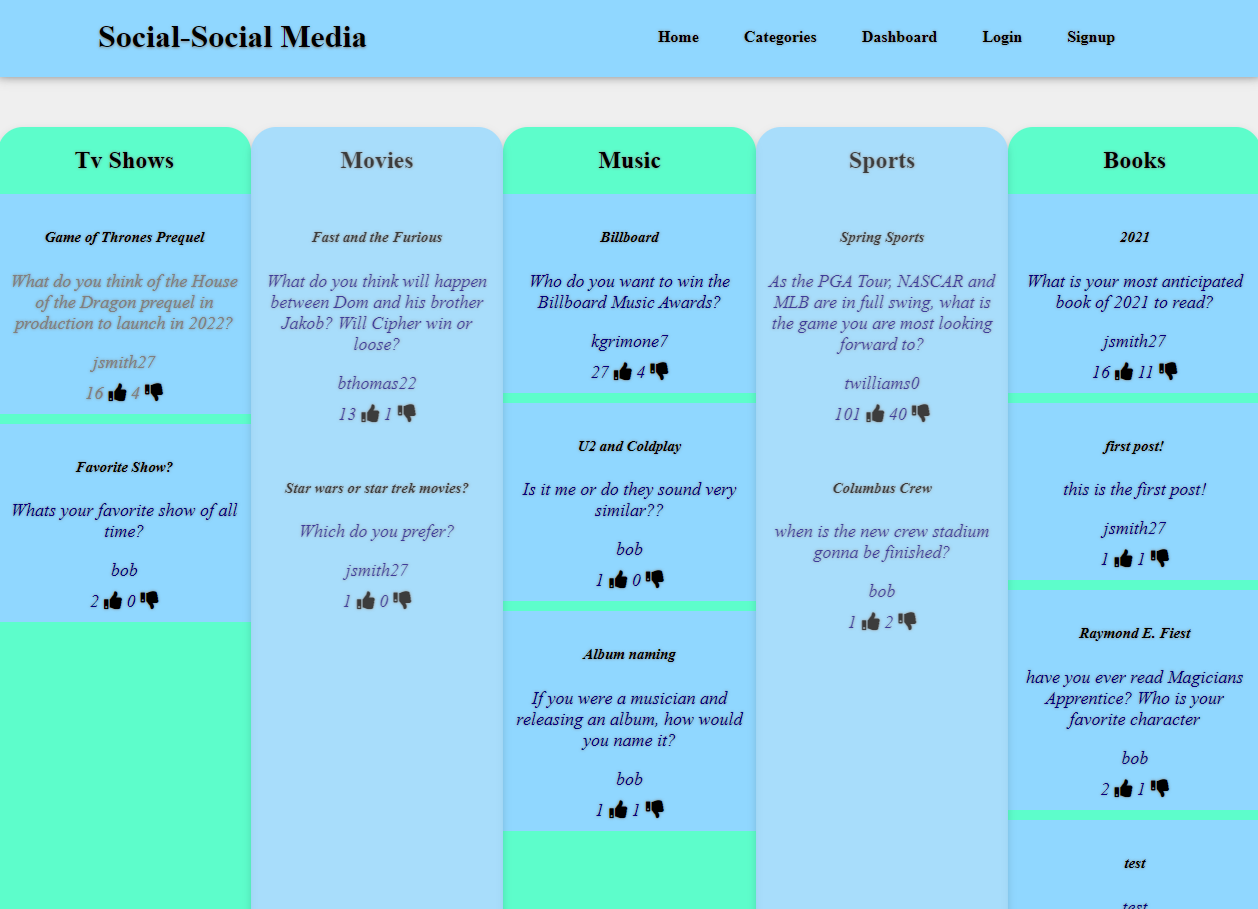 Social-Social Media
Home Categories Dashboard Login Signup
Tv Shows
Game of Thrones Prequel
What do you think of the House
of the Dragon prequel in
production to launch in 2022?
jsmith27
16 4
Favorite Show?
Whats your favorite show of all
time?
bob
2 0
Movies
Fast and the Furious
What do you think will happen
between Dom and his brother
Jakob? Will Cipher win or
loose?
bthomas22
13 1
Star wars or star trek movies?
Which do you prefer?
jsmith27
1 0
Music
Billboard
Who do you want to win the
Billboard Music Awards?
kgrimone7
27 4
U2 and Coldplay
Is it me or do they sound very
similar??
bob
1 0
Album naming
If you were a musician and
releasing an album, how would
you name it?
bob
1 1
Sports
Spring Sports
As the PGA Tour, NASCAR and
MLB are in full swing, what is
the game you are most looking
forward to?
twilliams0
101 40
Columbus Crew
when is the new crew stadium
gonna be finished?
bob
1 2
Books
2021
What is your most anticipated
book of 2021 to read?
jsmith27
16 11
first post!
this is the first post!
jsmith27
1 1
Raymond E. Fiest
have you ever read Magicians
Apprentice? Who is your
favorite character
bob
2 1
test
test